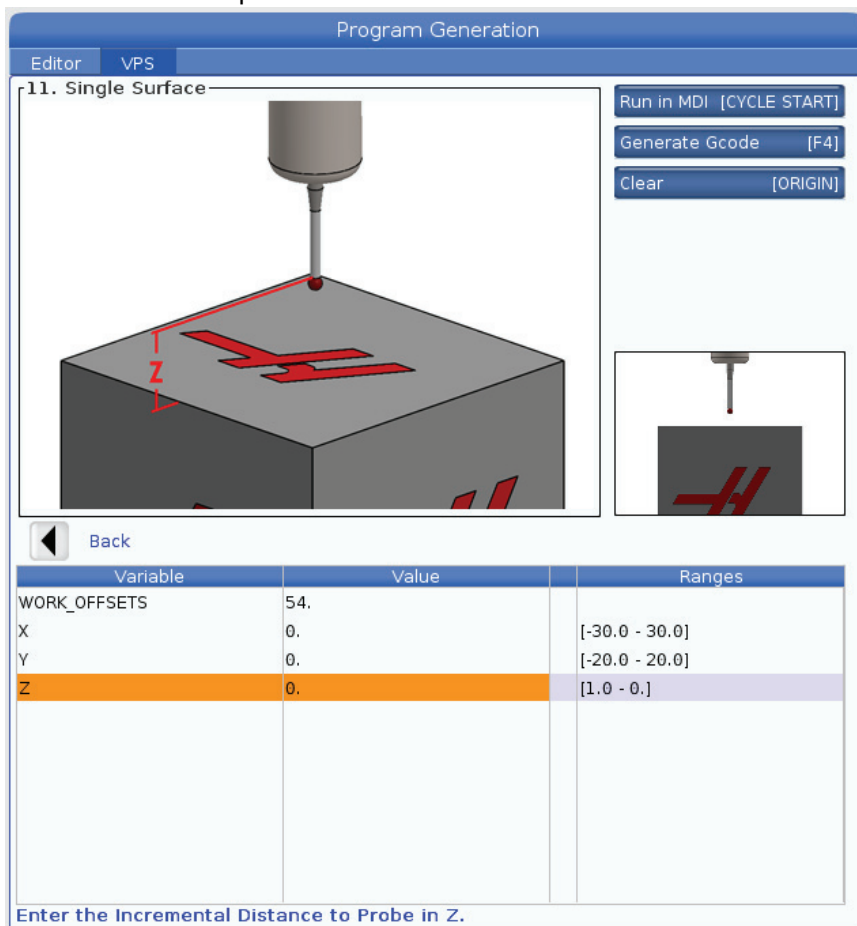 Program Generation
Editor VPS
11. Single Surface
Run in MDI [CYCLE START]
Generate Gcode [F4]
Clear [ORIGIN]
Z
Back
Variable Value Ranges
WORK_OFFSETS 54.
X 0. [-30.0 - 30.0]
Y 0. [-20.0 - 20.0]
Z 0. [1.0 - 0.]
Enter the Incremental Distance to Probe in Z.